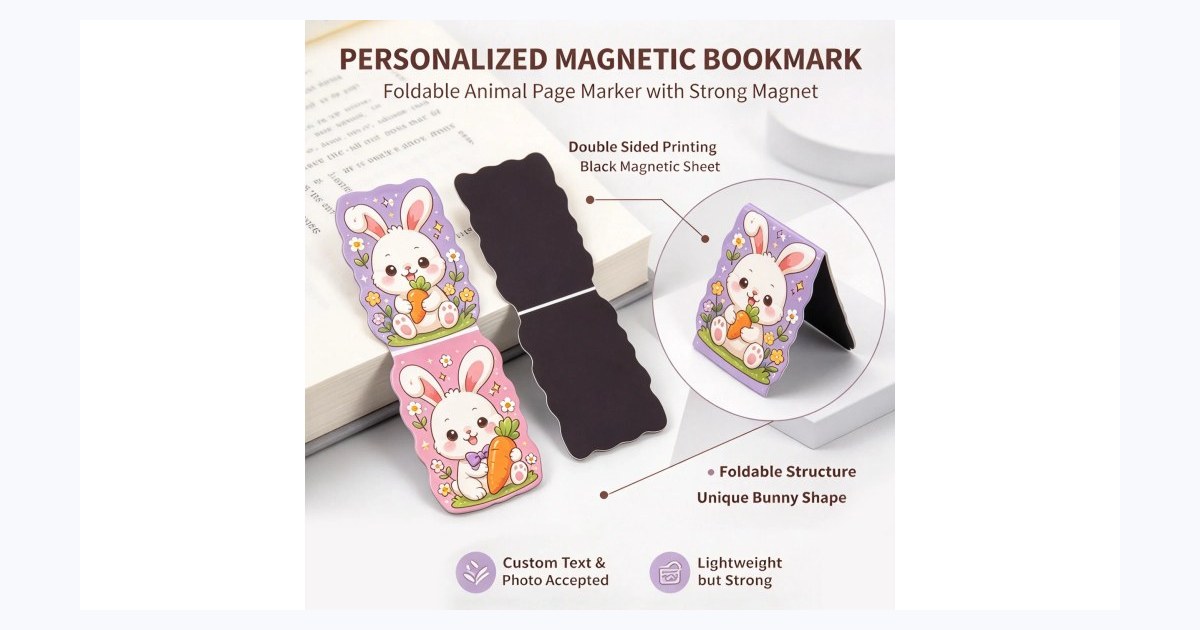 PERSONALIZED MAGNETIC BOOKMARK
Foldable Animal Page Marker with Strong Magnet
Double Sided Printing
Black Magnetic Sheet
Foldable Structure
Unique Bunny Shape
Custom Text &
Photo Accepted
Lightweight
but Strong